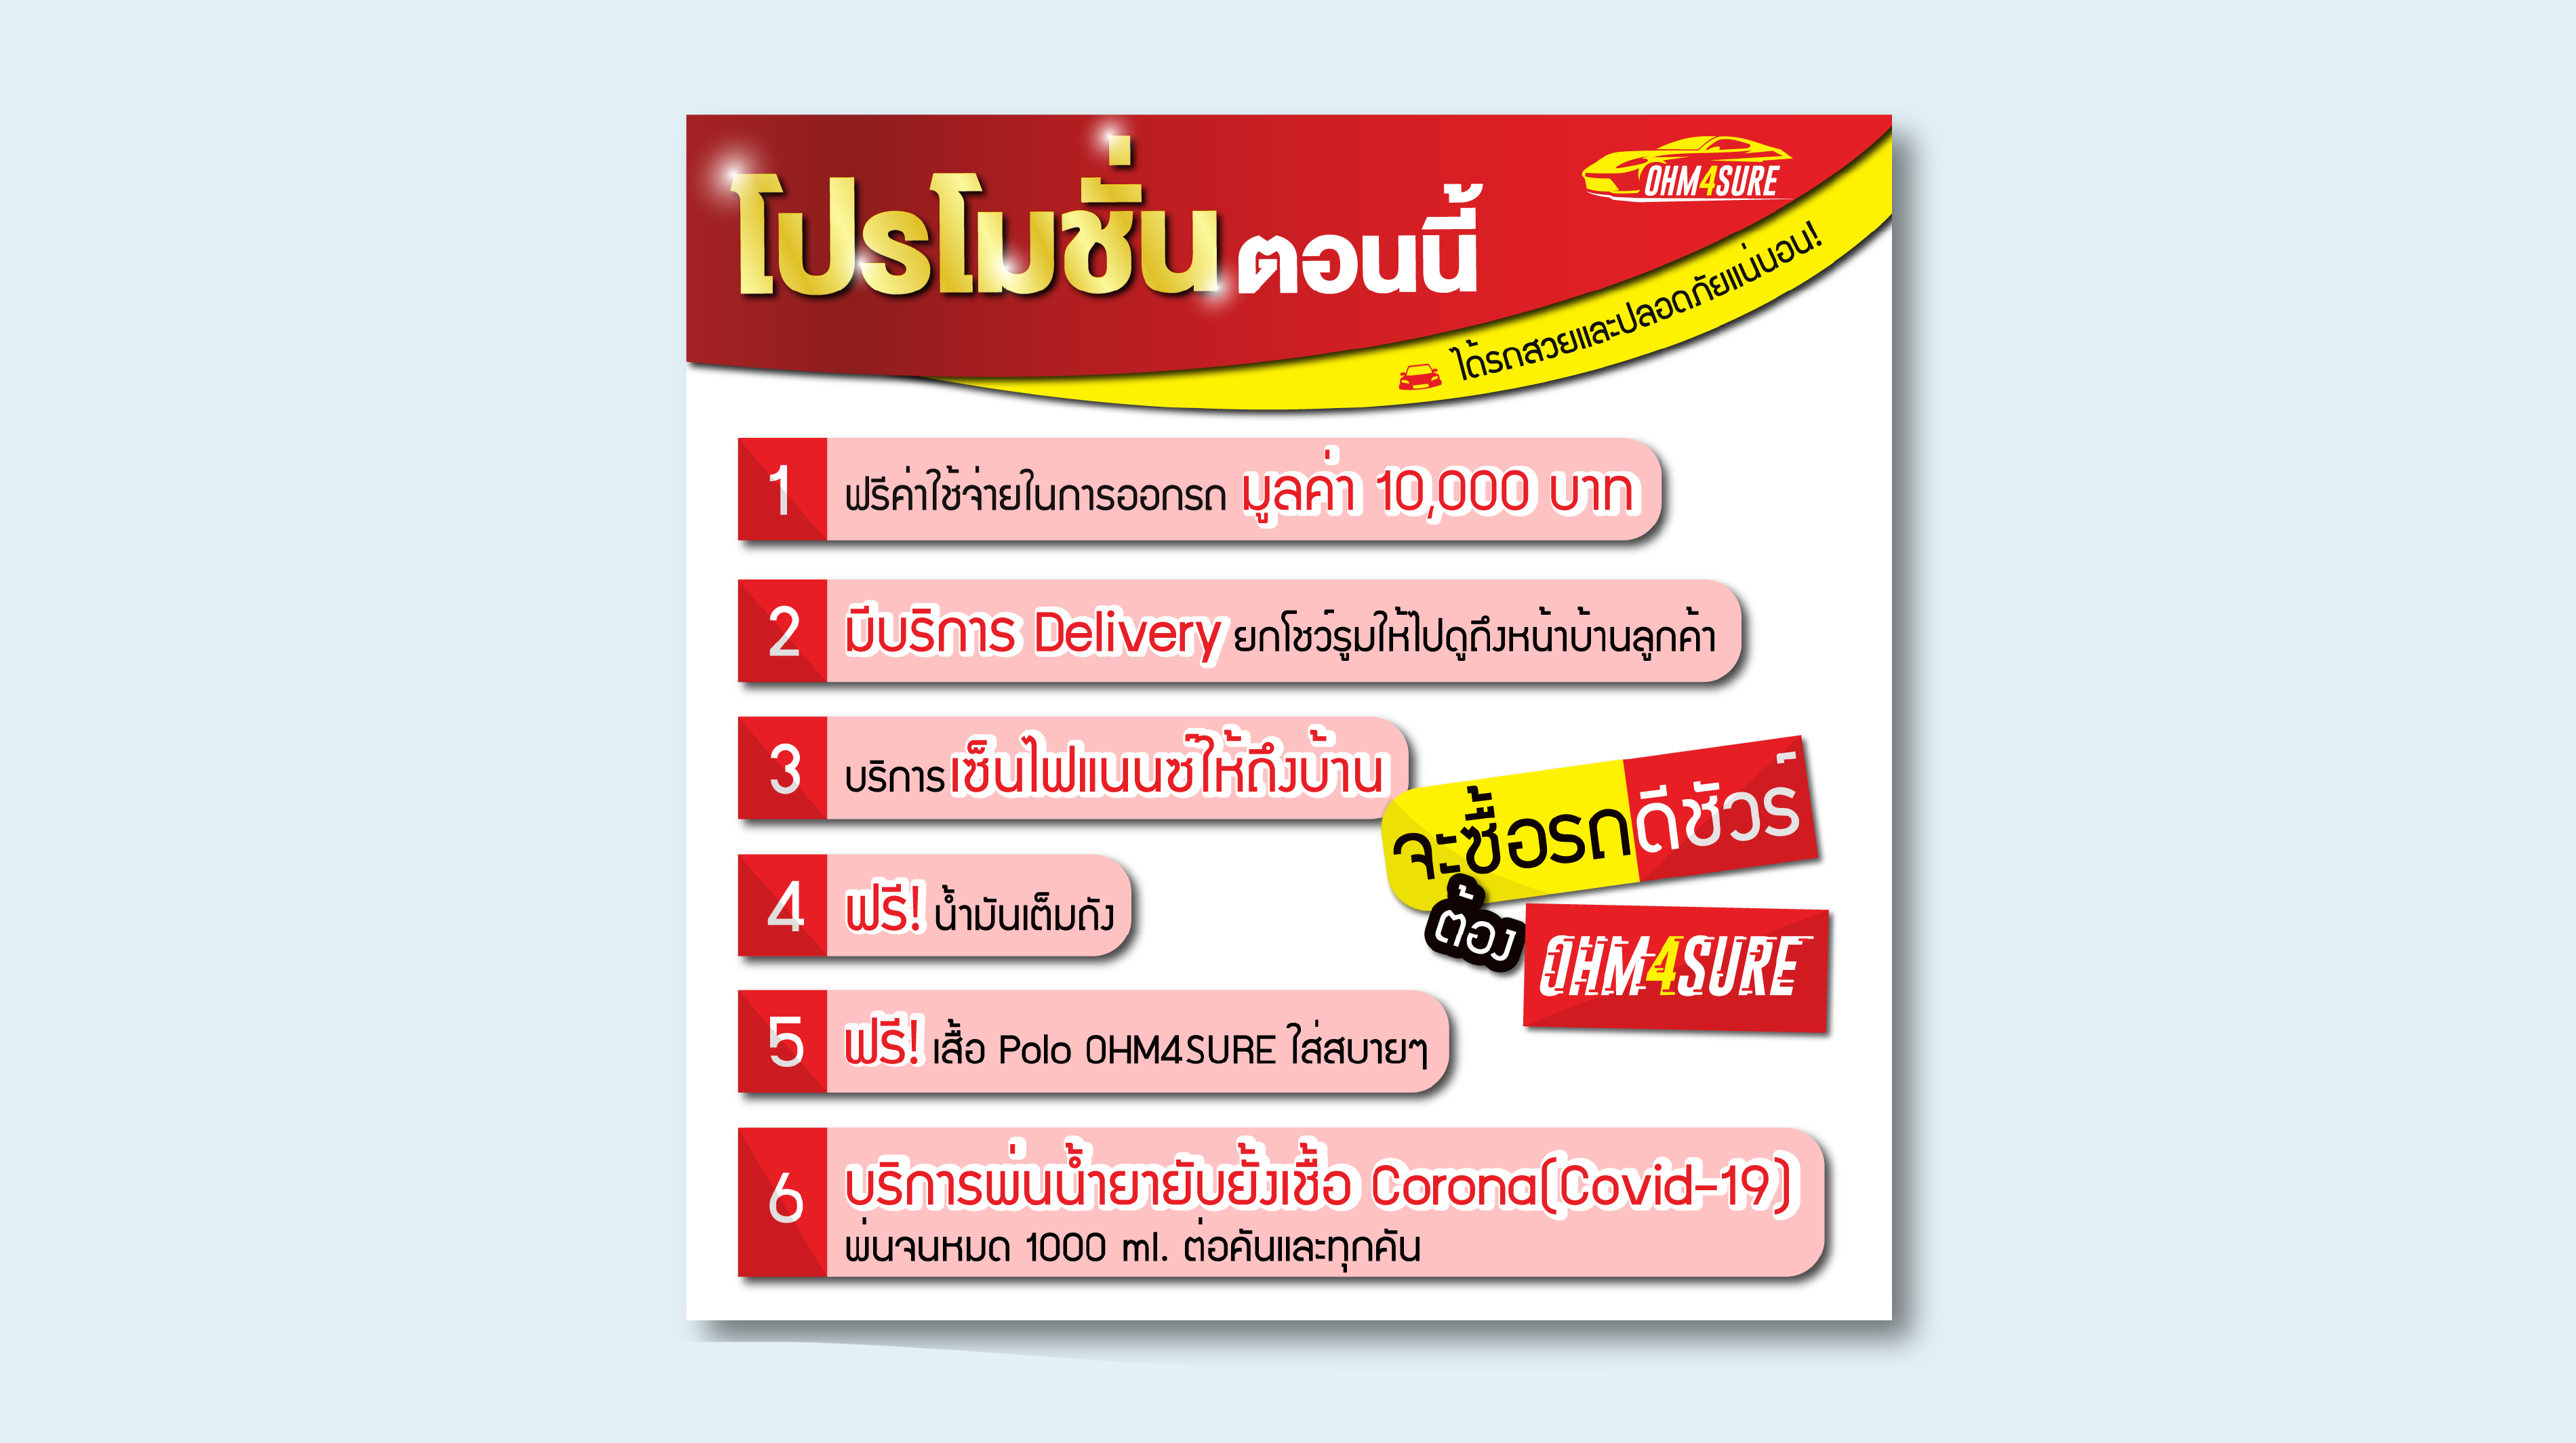 โปรโมชั่น ตอนนี้
OHM4SURE
ได้รถสวยและปลอดภัยแน่นอน!
1 ฟรีค่าใช้จ่ายในการออกรถ มูลค่า 10,000 บาท
2 มีบริการ Delivery ยกโชว์รูมให้ไปดูถึงหน้าบ้านลูกค้า
3 บริการเซ็นไฟแนนซ์ให้ถึงบ้าน
จะซื้อรถดีชัวร์
ต้อง OHM4SURE
4 ฟรี! น้ำมันเต็มถัง
5 ฟรี! เสื้อ Polo OHM4SURE ใส่สบายๆ
6 บริการพ่นน้ำยายับยั้งเชื้อ Corona(Covid-19)
พ่นจนหมด 1000 ml. ต่อคันและทุกคัน